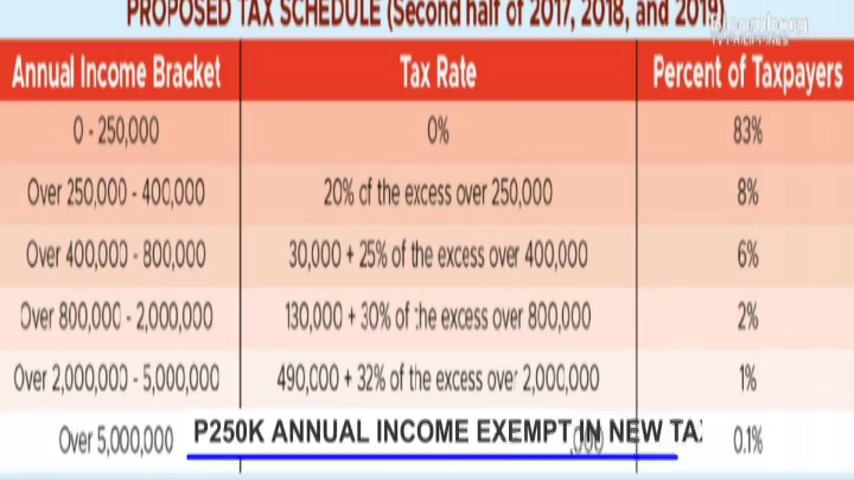 PROPOSED TAX SCHEDULE (Second half of 2017, 2018, and 2019)
Bloomberg
TV PHILIPPINES
Annual Income Bracket Tax Rate Percent of Taxpayers
0 - 250,000 0% 83%
Over 250,000 - 400,000 20% of the excess over 250,000 8%
Over 400,000 - 800,000 30,000 + 25% of the excess over 400,000 6%
Over 800,000 - 2,000,000 130,000 + 30% of the excess over 800,000 2%
Over 2,000,000 - 5,000,000 490,000 + 32% of the excess over 2,000,000 1%
Over 5,000,000 ,000 0.1%
P250K ANNUAL INCOME EXEMPT IN NEW TAX